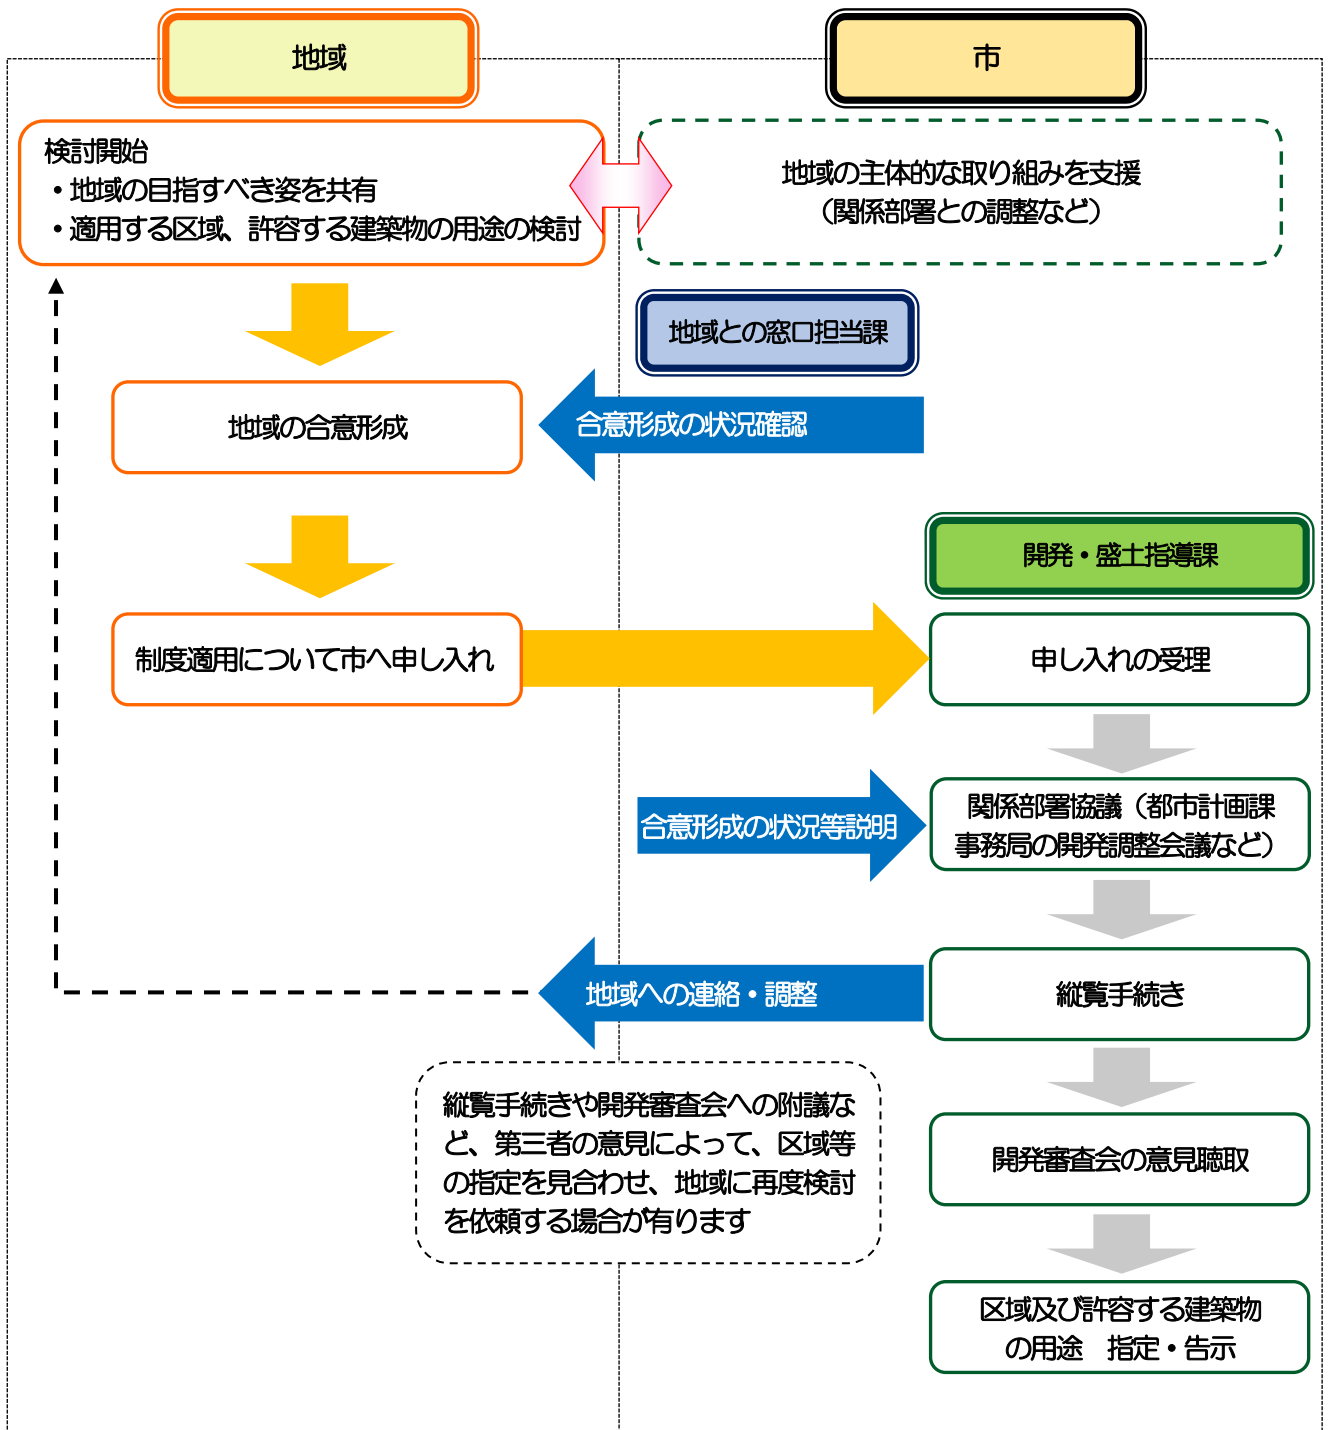 地域
市
検討開始
・地域の目指すべき姿を共有
・適用する区域、許容する建築物の用途の検討
地域の主体的な取り組みを支援
（関係部署との調整など）
地域との窓口担当課
地域の合意形成
合意形成の状況確認
開発・盛土指導課
制度適用について市へ申し入れ
申し入れの受理
合意形成の状況等説明
関係部署協議（都市計画課
事務局の開発調整会議など）
地域への連絡・調整
縦覧手続き
縦覧手続きや開発審査会への附議な
ど、第三者の意見によって、区域等
の指定を見合わせ、地域に再度検討
を依頼する場合が有ります
開発審査会の意見聴取
区域及び許容する建築物
の用途　指定・告示